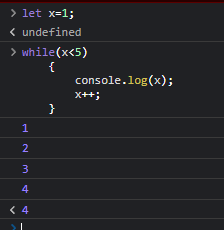 > let x=1;
< undefined
> while(x<5)
{
console.log(x);
x++;
}
1
2
3
4
< 4
>